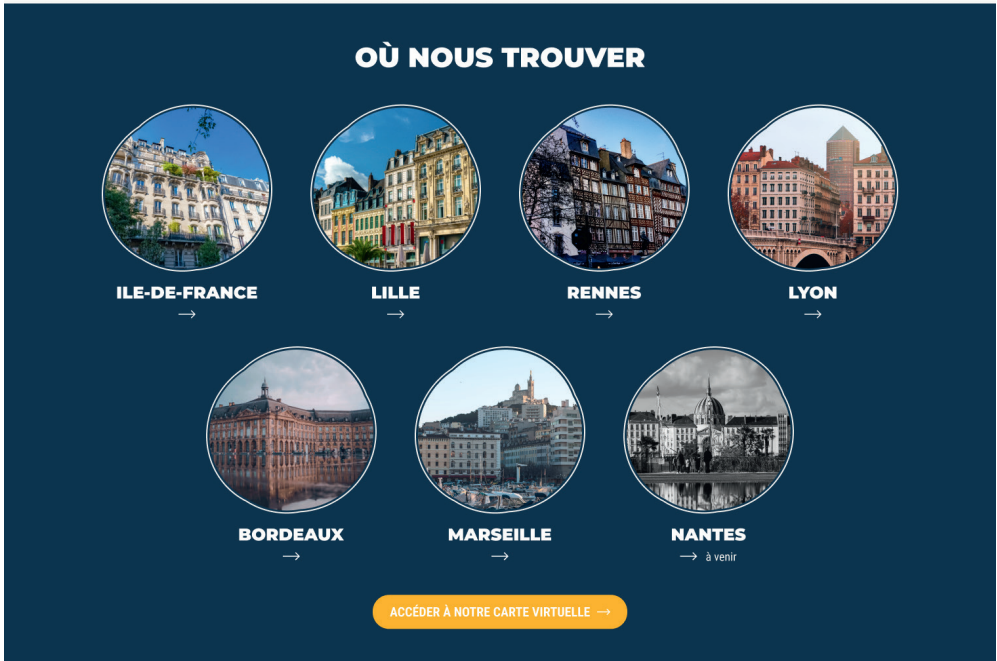 OÙ NOUS TROUVER
ILE-DE-FRANCE
→
LILLE
→
RENNES
→
LYON
→
BORDEAUX
→
MARSEILLE
→
NANTES
→ à venir
ACCÉDER À NOTRE CARTE VIRTUELLE →